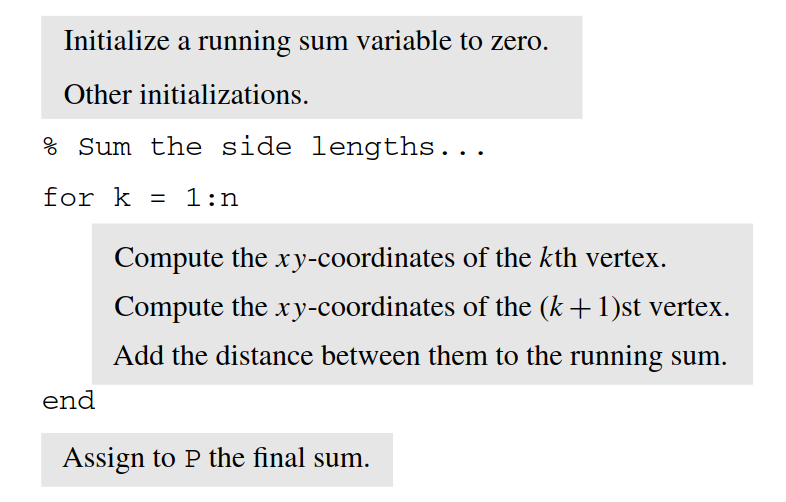 Initialize a running sum variable to zero.
Other initializations.
% Sum the side lengths...
for k = 1:n
Compute the xy-coordinates of the kth vertex.
Compute the xy-coordinates of the (k + 1)st vertex.
Add the distance between them to the running sum.
end
Assign to P the final sum.